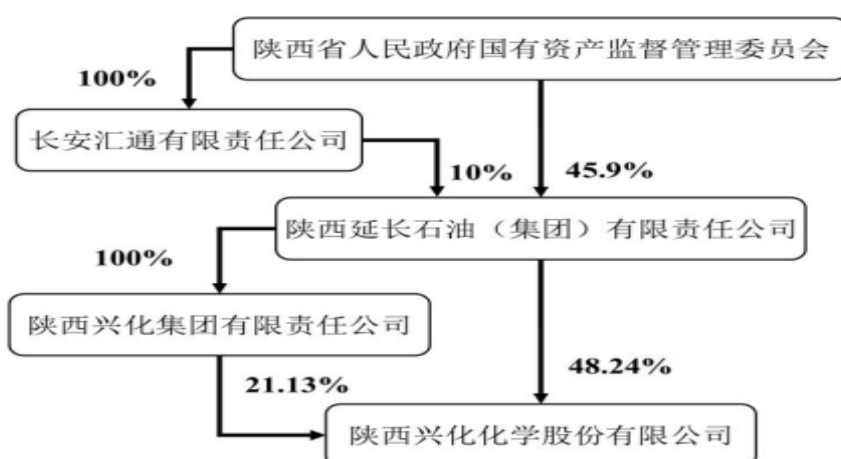 陕西省人民政府国有资产监督管理委员会
100%
长安汇通有限责任公司
10%
45.9%
陕西延长石油（集团）有限责任公司
100%
陕西兴化集团有限责任公司
21.13%
48.24%
陕西兴化化学股份有限公司